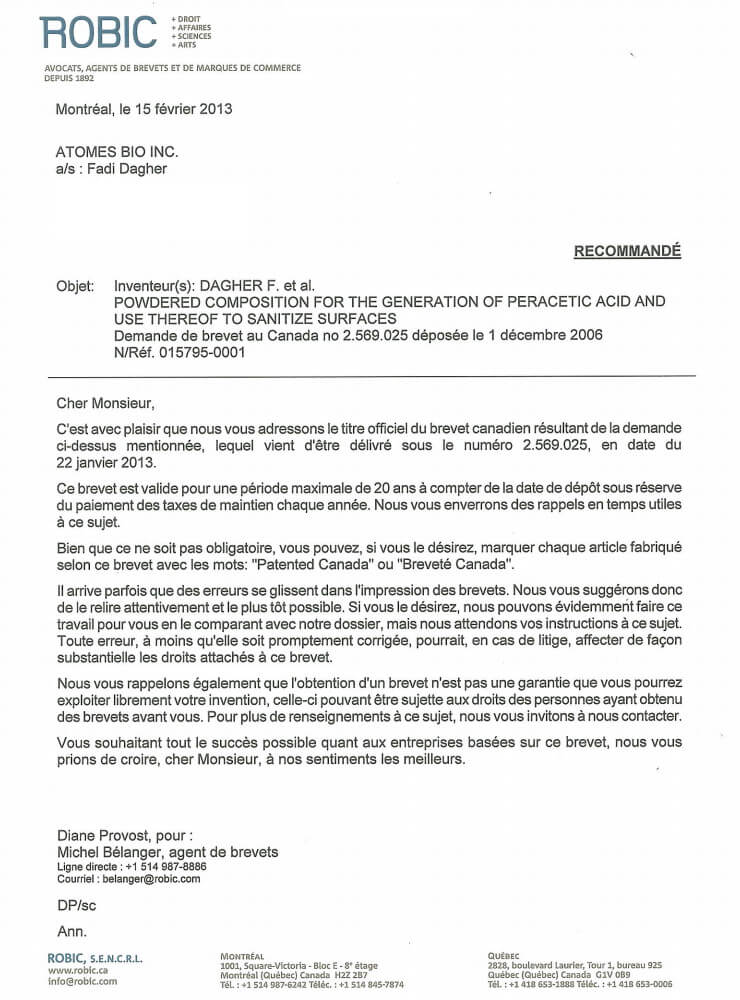 ROBIC
+ DROIT
+ AFFAIRES
+ SCIENCES
+ ARTS
AVOCATS, AGENTS DE BREVETS ET DE MARQUES DE COMMERCE
DEPUIS 1892
Montréal, le 15 février 2013
ATOMES BIO INC.
a/s : Fadi Dagher
RECOMMANDÉ
Objet: Inventeur(s): DAGHER F. et al.
POWDERED COMPOSITION FOR THE GENERATION OF PERACETIC ACID AND
USE THEREOF TO SANITIZE SURFACES
Demande de brevet au Canada no 2.569.025 déposée le 1 décembre 2006
N/Réf. 015795-0001
Cher Monsieur,
C'est avec plaisir que nous vous adressons le titre officiel du brevet canadien résultant de la demande
ci-dessus mentionnée, lequel vient d'être délivré sous le numéro 2.569.025, en date du
22 janvier 2013.
Ce brevet est valide pour une période maximale de 20 ans à compter de la date de dépôt sous réserve
du paiement des taxes de maintien chaque année. Nous vous enverrons des rappels en temps utiles
à ce sujet.
Bien que ce ne soit pas obligatoire, vous pouvez, si vous le désirez, marquer chaque article fabriqué
selon ce brevet avec les mots: "Patented Canada" ou "Breveté Canada".
Il arrive parfois que des erreurs se glissent dans l'impression des brevets. Nous vous suggérons donc
de le relire attentivement et le plus tôt possible. Si vous le désirez, nous pouvons évidemment faire ce
travail pour vous en le comparant avec notre dossier, mais nous attendons vos instructions à ce sujet.
Toute erreur, à moins qu'elle soit promptement corrigée, pourrait, en cas de litige, affecter de façon
substantielle les droits attachés à ce brevet.
Nous vous rappelons également que l'obtention d'un brevet n'est pas une garantie que vous pourrez
exploiter librement votre invention, celle-ci pouvant être sujette aux droits des personnes ayant obtenu
des brevets avant vous. Pour plus de renseignements à ce sujet, nous vous invitons à nous contacter.
Vous souhaitant tout le succès possible quant aux entreprises basées sur ce brevet, nous vous
prions de croire, cher Monsieur, à nos sentiments les meilleurs.
Diane Provost, pour :
Michel Bélanger, agent de brevets
Ligne directe : +1 514 987-8886
Courriel : belanger@robic.com
DP/sc
Ann.
ROBIC, S.E.N.C.R.L.
www.robic.ca
info@robic.com
MONTRÉAL
1001, Square-Victoria - Bloc E - 8e étage
Montréal (Québec) Canada H2Z 2B7
Tél. : +1 514 987-6242 Téléc. : +1 514 845-7874
QUÉBEC
2828, boulevard Laurier, Tour 1, bureau 925
Québec (Québec) Canada G1V 0B9
Tél. : +1 418 653-1888 Téléc. : +1 418 653-0006